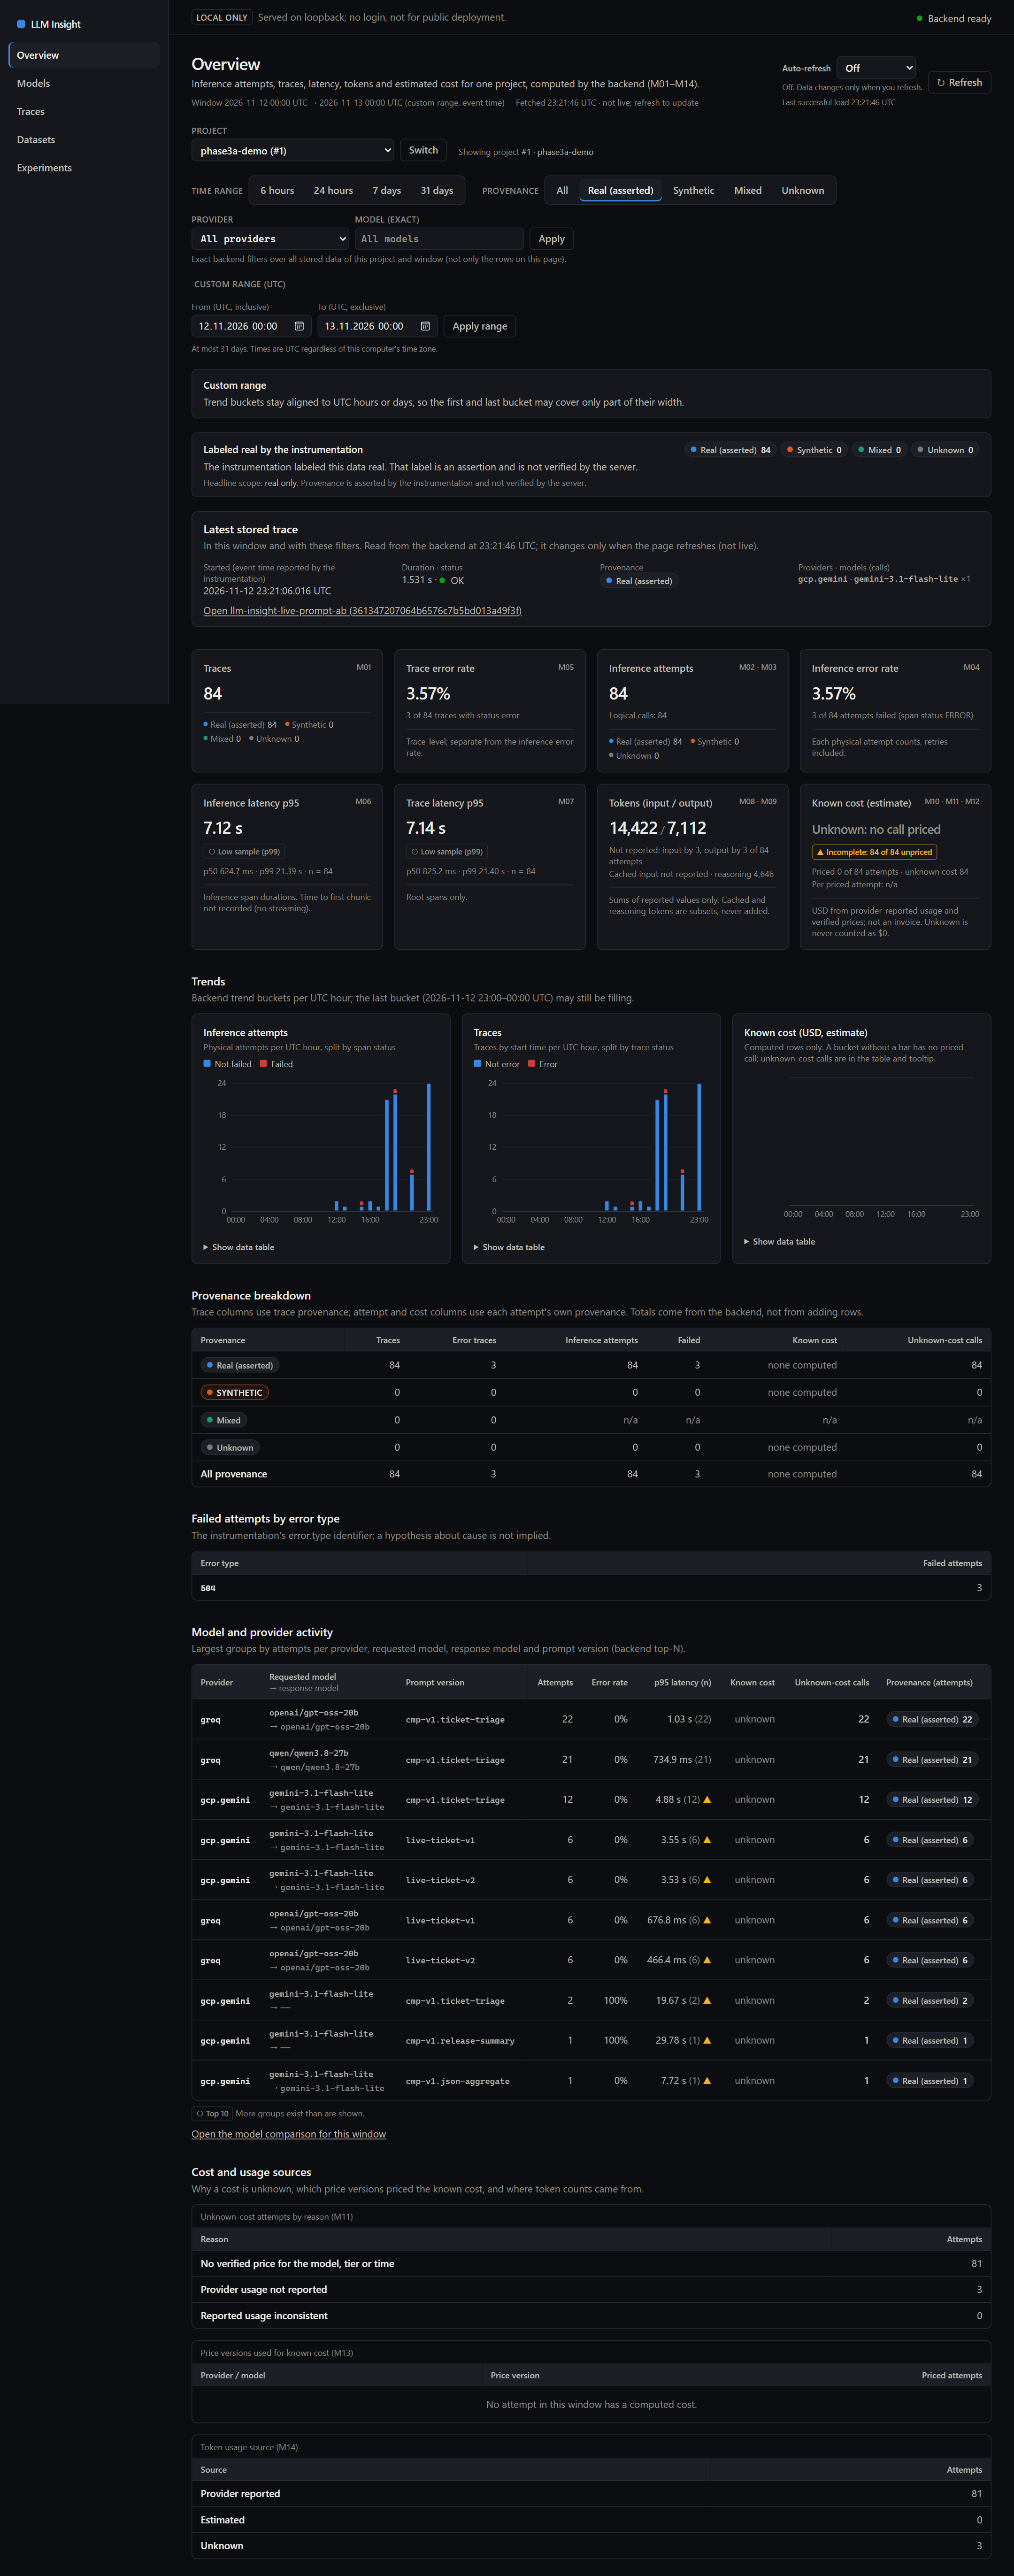 LLM Insight
Overview
Models
Traces
Datasets
Experiments
LOCAL ONLY Served on loopback; no login, not for public deployment.
Backend ready
Overview
Inference attempts, traces, latency, tokens and estimated cost for one project, computed by the backend (M01–M14).
Window 2026-11-12 00:00 UTC → 2026-11-13 00:00 UTC (custom range, event time) Fetched 23:21:46 UTC · not live; refresh to update
Auto-refresh Off
Off. Data changes only when you refresh.
Last successful load 23:21:46 UTC
↻ Refresh
PROJECT
phase3a-demo (#1) Switch Showing project #1 · phase3a-demo
TIME RANGE 6 hours 24 hours 7 days 31 days PROVENANCE All Real (asserted) Synthetic Mixed Unknown
PROVIDER MODEL (EXACT)
All providers All models Apply
Exact backend filters over all stored data of this project and window (not only the rows on this page).
CUSTOM RANGE (UTC)
From (UTC, inclusive) To (UTC, exclusive)
12.11.2026 00:00 13.11.2026 00:00 Apply range
At most 31 days. Times are UTC regardless of this computer's time zone.
Custom range
Trend buckets stay aligned to UTC hours or days, so the first and last bucket may cover only part of their width.
Labeled real by the instrumentation Real (asserted) 84 Synthetic 0 Mixed 0 Unknown 0
The instrumentation labeled this data real. That label is an assertion and is not verified by the server.
Headline scope: real only. Provenance is asserted by the instrumentation and not verified by the server.
Latest stored trace
In this window and with these filters. Read from the backend at 23:21:46 UTC; it changes only when the page refreshes (not live).
Started (event time reported by the instrumentation)
2026-11-12 23:21:06.016 UTC
Duration · status
1.531 s · OK
Provenance
Real (asserted)
Providers · models (calls)
gcp.gemini · gemini-3.1-flash-lite ×1
Open llm-insight-live-prompt-ab (361347207064b6576c7b5bd013a49f3f)
Traces M01
84
Real (asserted) 84 Synthetic 0
Mixed 0 Unknown 0
Trace error rate M05
3.57%
3 of 84 traces with status error
Trace-level; separate from the inference error
rate.
Inference attempts M02 · M03
84
Logical calls: 84
Real (asserted) 84 Synthetic 0
Unknown 0
Inference error rate M04
3.57%
3 of 84 attempts failed (span status ERROR)
Each physical attempt counts, retries
included.
Inference latency p95 M06
7.12 s
Low sample (p99)
p50 624.7 ms · p99 21.39 s · n = 84
Inference span durations. Time to first chunk:
not recorded (no streaming).
Trace latency p95 M07
7.14 s
Low sample (p99)
p50 825.2 ms · p99 21.40 s · n = 84
Root spans only.
Tokens (input / output) M08 · M09
14,422 / 7,112
Not reported: input by 3, output by 3 of 84
attempts
Cached input not reported · reasoning 4,646
Sums of reported values only. Cached and
reasoning tokens are subsets, never added.
Known cost (estimate) M10 · M11 · M12
Unknown: no call priced
▲ Incomplete: 84 of 84 unpriced
Priced 0 of 84 attempts · unknown cost 84
Per priced attempt: n/a
USD from provider-reported usage and
verified prices; not an invoice. Unknown is
never counted as $0.
Trends
Backend trend buckets per UTC hour; the last bucket (2026-11-12 23:00–00:00 UTC) may still be filling.
Inference attempts
Physical attempts per UTC hour, split by span status
Not failed Failed
24
18
12
6
0
00:00 04:00 08:00 12:00 16:00 23:00
▶ Show data table
Traces
Traces by start time per UTC hour, split by trace status
Not error Error
24
18
12
6
0
00:00 04:00 08:00 12:00 16:00 23:00
▶ Show data table
Known cost (USD, estimate)
Computed rows only. A bucket without a bar has no priced
call; unknown-cost calls are in the table and tooltip.
00:00 04:00 08:00 12:00 16:00 23:00
▶ Show data table
Provenance breakdown
Trace columns use trace provenance; attempt and cost columns use each attempt's own provenance. Totals come from the backend, not from adding rows.
Provenance Traces Error traces Inference attempts Failed Known cost Unknown-cost calls
Real (asserted) 84 3 84 3 none computed 84
SYNTHETIC 0 0 0 0 none computed 0
Mixed 0 0 n/a n/a n/a n/a
Unknown 0 0 0 0 none computed 0
All provenance 84 3 84 3 none computed 84
Failed attempts by error type
The instrumentation's error.type identifier; a hypothesis about cause is not implied.
Error type Failed attempts
504 3
Model and provider activity
Largest groups by attempts per provider, requested model, response model and prompt version (backend top-N).
Provider Requested model → response model Prompt version Attempts Error rate p95 latency (n) Known cost Unknown-cost calls Provenance (attempts)
groq openai/gpt-oss-20b → openai/gpt-oss-20b cmp-v1.ticket-triage 22 0% 1.03 s (22) unknown 22 Real (asserted) 22
groq qwen/qwen3.8-27b → qwen/qwen3.8-27b cmp-v1.ticket-triage 21 0% 734.9 ms (21) unknown 21 Real (asserted) 21
gcp.gemini gemini-3.1-flash-lite → gemini-3.1-flash-lite cmp-v1.ticket-triage 12 0% 4.88 s (12) ▲ unknown 12 Real (asserted) 12
gcp.gemini gemini-3.1-flash-lite → gemini-3.1-flash-lite live-ticket-v1 6 0% 3.55 s (6) ▲ unknown 6 Real (asserted) 6
gcp.gemini gemini-3.1-flash-lite → gemini-3.1-flash-lite live-ticket-v2 6 0% 3.53 s (6) ▲ unknown 6 Real (asserted) 6
groq openai/gpt-oss-20b → openai/gpt-oss-20b live-ticket-v1 6 0% 676.8 ms (6) ▲ unknown 6 Real (asserted) 6
groq openai/gpt-oss-20b → openai/gpt-oss-20b live-ticket-v2 6 0% 466.4 ms (6) ▲ unknown 6 Real (asserted) 6
gcp.gemini gemini-3.1-flash-lite → — cmp-v1.ticket-triage 2 100% 19.67 s (2) ▲ unknown 2 Real (asserted) 2
gcp.gemini gemini-3.1-flash-lite → — cmp-v1.release-summary 1 100% 29.78 s (1) ▲ unknown 1 Real (asserted) 1
gcp.gemini gemini-3.1-flash-lite → gemini-3.1-flash-lite cmp-v1.json-aggregate 1 0% 7.72 s (1) ▲ unknown 1 Real (asserted) 1
Top 10 More groups exist than are shown.
Open the model comparison for this window
Cost and usage sources
Why a cost is unknown, which price versions priced the known cost, and where token counts came from.
Unknown-cost attempts by reason (M11)
Reason Attempts
No verified price for the model, tier or time 81
Provider usage not reported 3
Reported usage inconsistent 0
Price versions used for known cost (M13)
Provider / model Price version Priced attempts
No attempt in this window has a computed cost.
Token usage source (M14)
Source Attempts
Provider reported 81
Estimated 0
Unknown 3